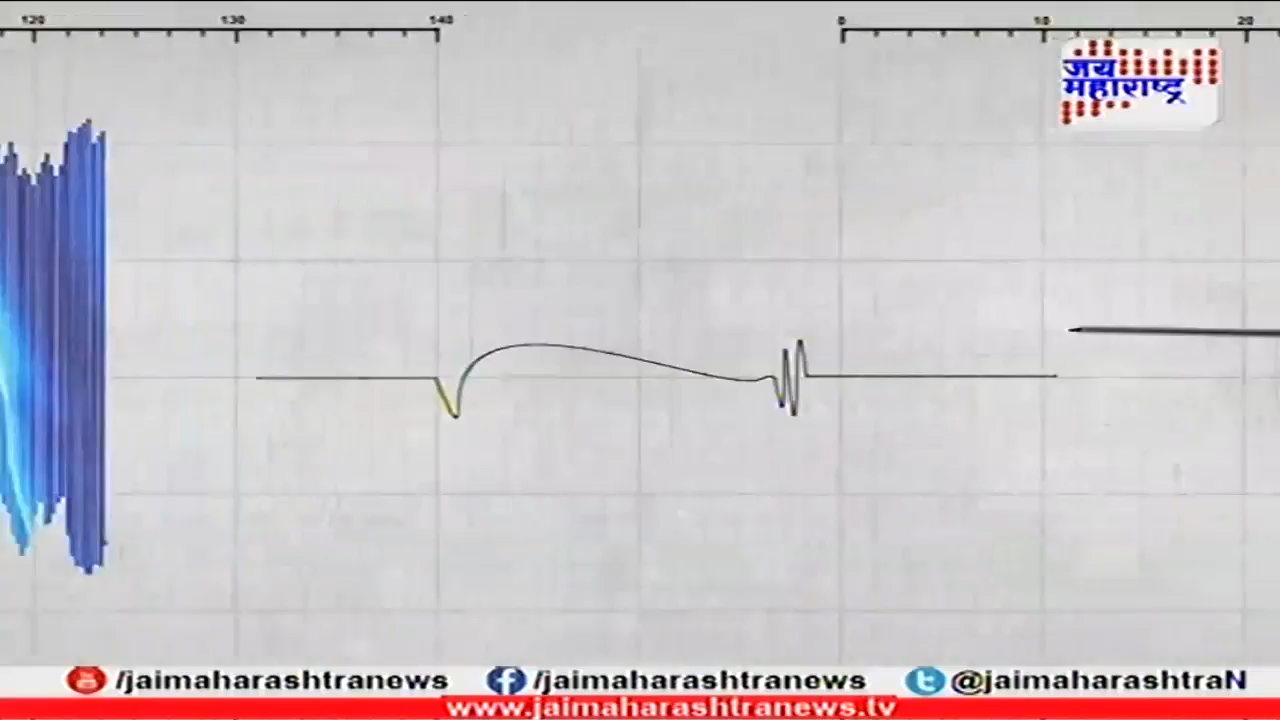 120 130 140 0 10 20
जय
महाराष्ट्र
/jaimaharashtranews /jaimaharashtranews @jaimaharashtraN
www.jaimaharashtranews.tv